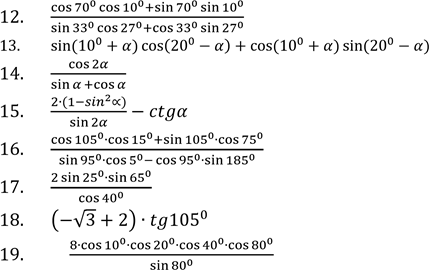 12. (cos 70⁰ cos 10⁰+sin 70⁰ sin 10⁰)/(sin 33⁰ cos 27⁰+cos 33⁰ sin 27⁰)
13. sin(10⁰ + α) cos(20⁰ − α) + cos(10⁰ + α) sin(20⁰ − α)
14. (cos 2α)/(sin α +cos α)
15. (2·(1−sin²∝))/(sin 2α) − ctgα
16. (cos 105⁰·cos 15⁰+sin 105⁰·cos 75⁰)/(sin 95⁰·cos 5⁰− cos 95⁰·sin 185⁰)
17. (2 sin 25⁰·sin 65⁰)/(cos 40⁰)
18. (−√3 + 2) · tg105⁰
19. (8·cos 10⁰·cos 20⁰·cos 40⁰·cos 80⁰)/(sin 80⁰)